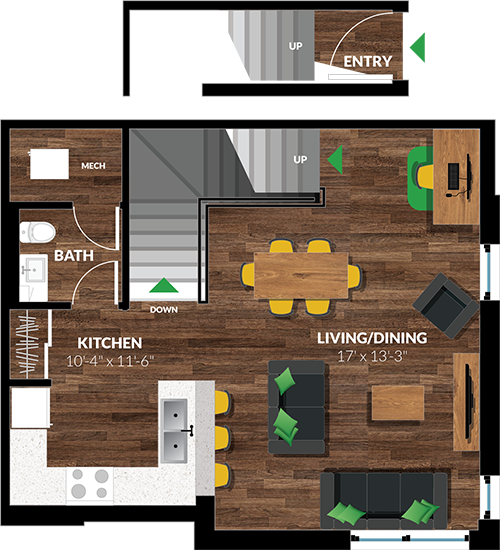 UP
ENTRY
MECH
UP
BATH
DOWN
KITCHEN
10'-4" x 11'-6"
LIVING/DINING
17' x 13'-3"